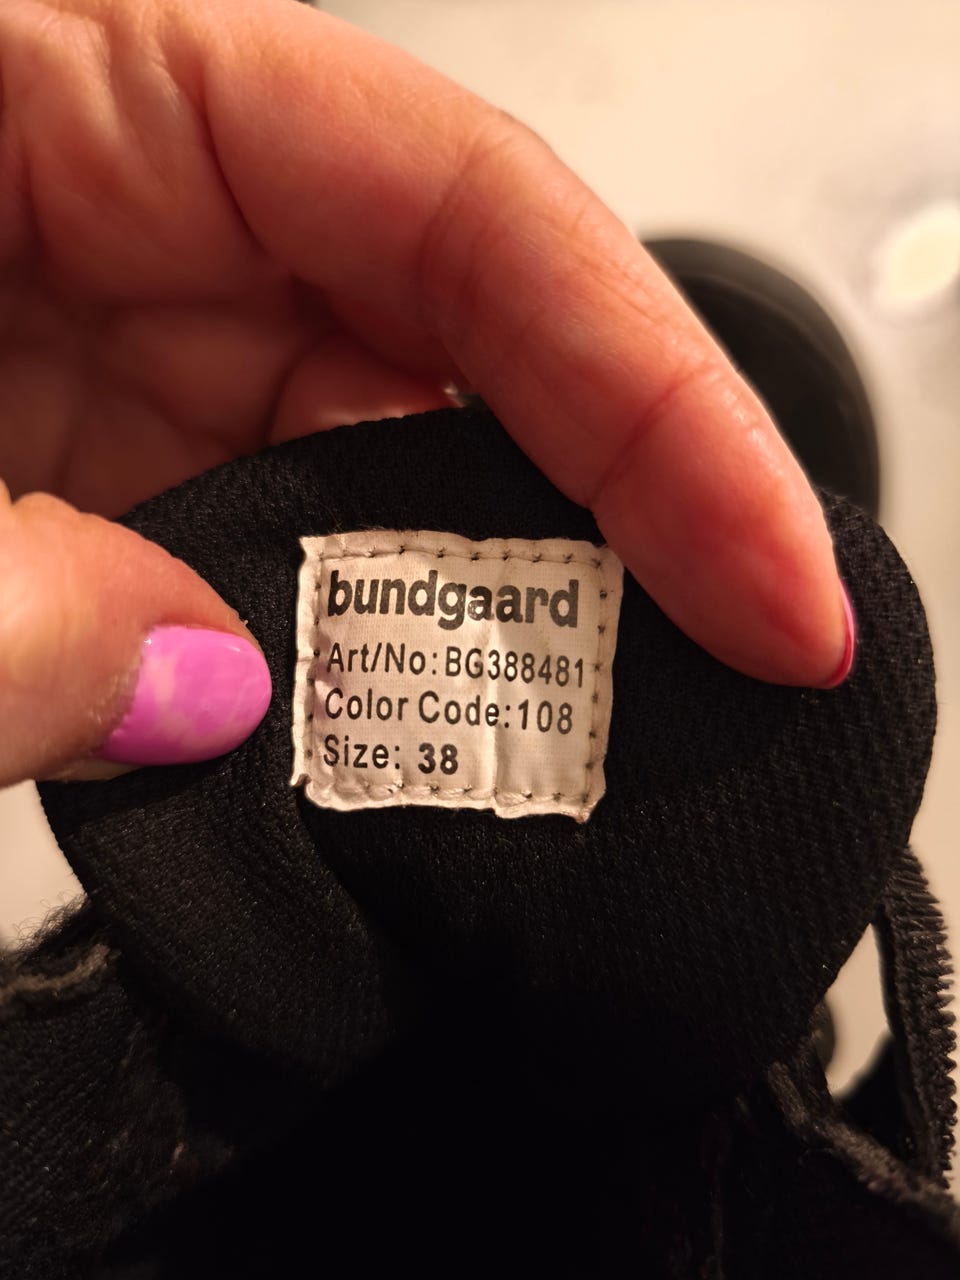 bundgaard
Art/No: BG388481
Color Code: 108
Size: 38